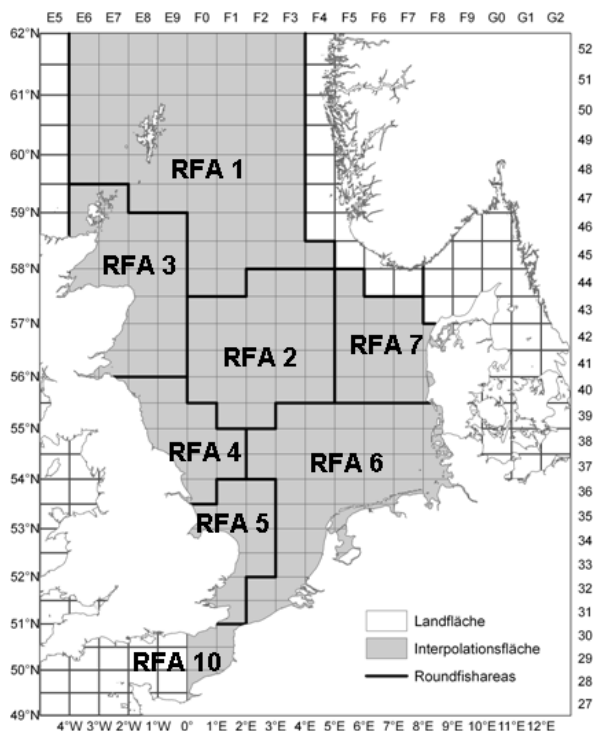 E5 E6 E7 E8 E9 F0 F1 F2 F3 F4 F5 F6 F7 F8 F9 G0 G1 G2
62°N
52
61°N
51
50
60°N
49
48
RFA 1
47
59°N
46
45
58°N
RFA 3
44
43
57°N
RFA 2
RFA 7
42
41
56°N
40
39
55°N
38
RFA 4
RFA 6
37
54°N
36
53°N
RFA 5
35
34
52°N
33
32
31
51°N
Landfläche
30
Interpolationsfläche
50°N
RFA 10
29
Roundfishareas
28
27
49°N
4°W 3°W 2°W 1°W 0° 1°E 2°E 3°E 4°E 5°E 6°E 7°E 8°E 9°E 10°E 11°E 12°E